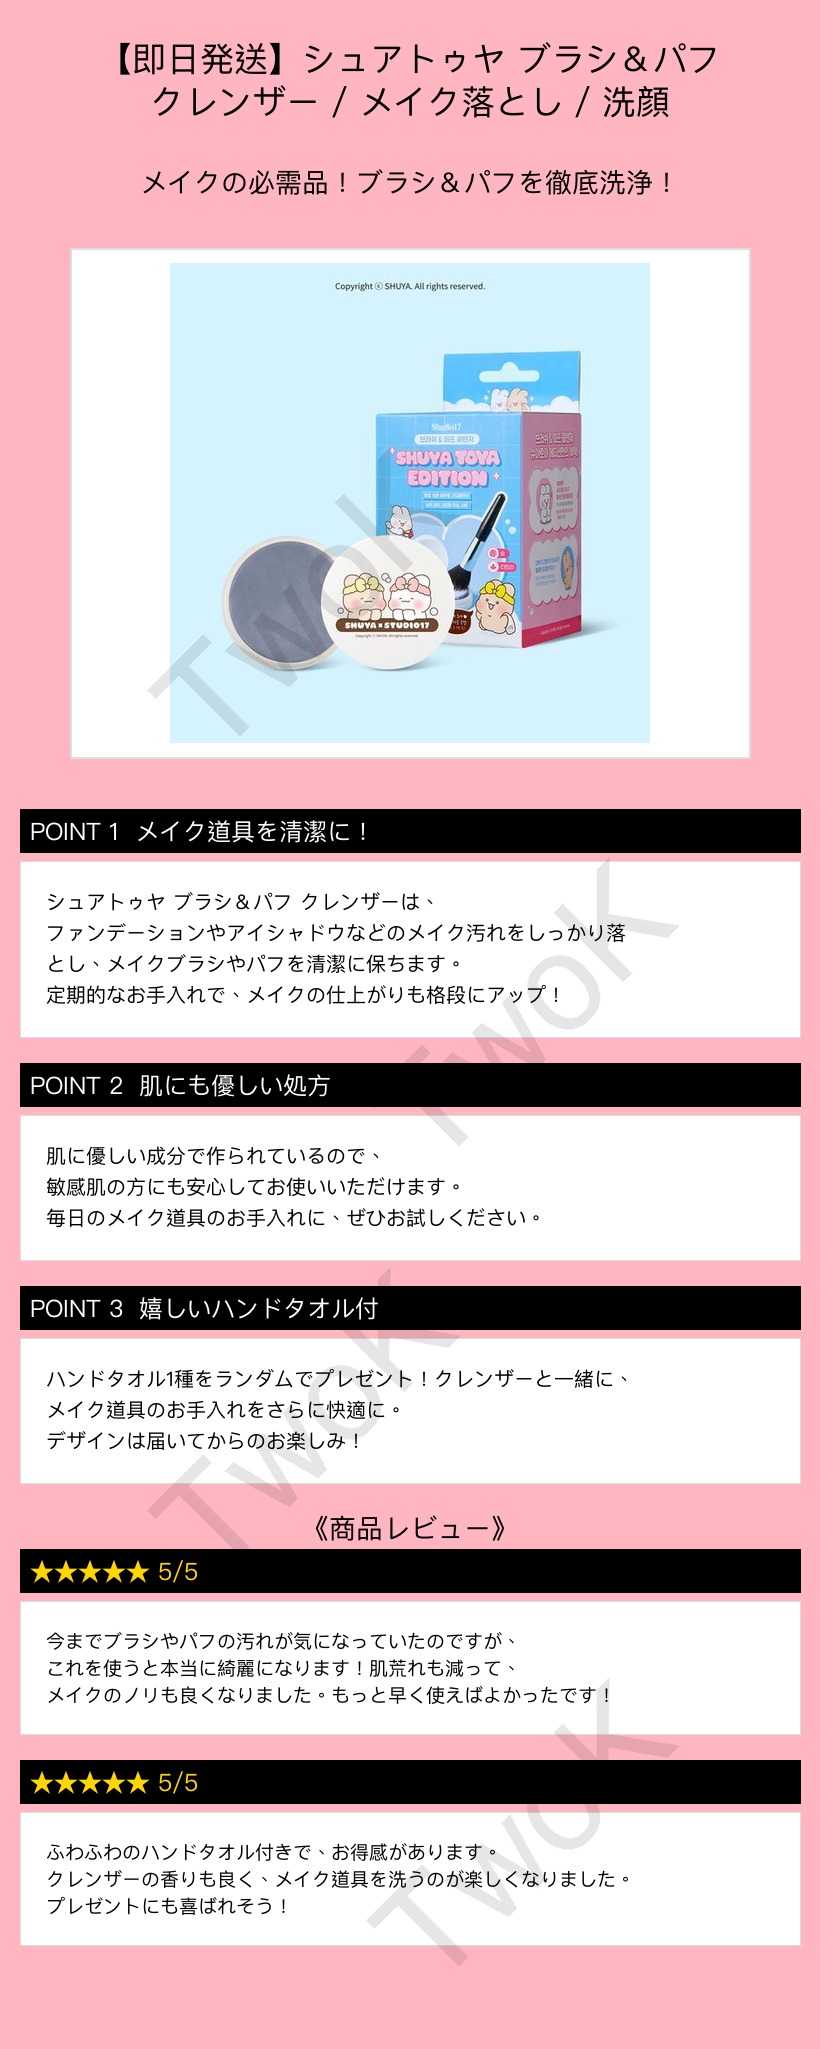 【即日発送】シュアトゥヤ ブラシ＆パフ
クレンザー / メイク落とし / 洗顔
メイクの必需品！ブラシ＆パフを徹底洗浄！
Copyright ⓒ SHUYA. All rights reserved.
Studio17
브러쉬 & 퍼프 클렌저
SHUYA TOYA
EDITION
SHUYA × STUDIO17
Copyright ⓒ SHUYA. All rights reserved.
POINT 1 メイク道具を清潔に！
シュアトゥヤ ブラシ＆パフ クレンザーは、
ファンデーションやアイシャドウなどのメイク汚れをしっかり落
とし、メイクブラシやパフを清潔に保ちます。
定期的なお手入れで、メイクの仕上がりも格段にアップ！
POINT 2 肌にも優しい処方
肌に優しい成分で作られているので、
敏感肌の方にも安心してお使いいただけます。
毎日のメイク道具のお手入れに、ぜひお試しください。
POINT 3 嬉しいハンドタオル付
ハンドタオル1種をランダムでプレゼント！クレンザーと一緒に、
メイク道具のお手入れをさらに快適に。
デザインは届いてからのお楽しみ！
《商品レビュー》
★★★★★ 5/5
今までブラシやパフの汚れが気になっていたのですが、
これを使うと本当に綺麗になります！肌荒れも減って、
メイクのノリも良くなりました。もっと早く使えばよかったです！
★★★★★ 5/5
ふわふわのハンドタオル付きで、お得感があります。
クレンザーの香りも良く、メイク道具を洗うのが楽しくなりました。
プレゼントにも喜ばれそう！
TwoK
TwoK
TwoK
TwoK